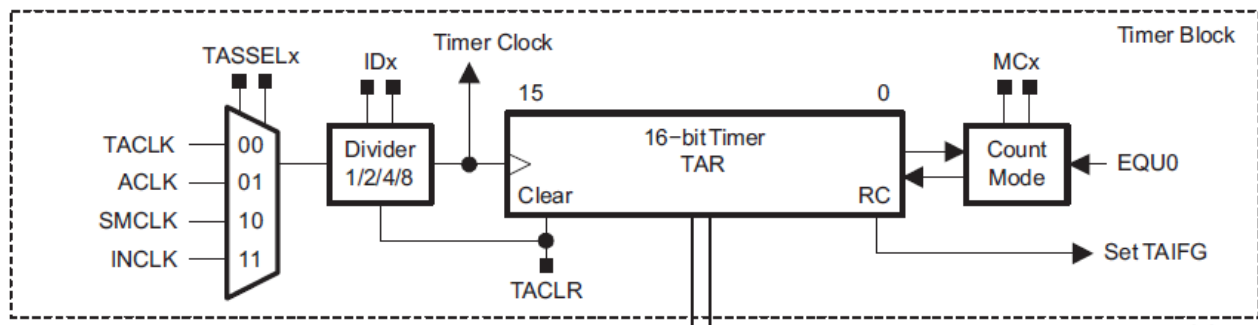 Timer Block
Timer Clock
TASSELx
IDx
MCx
15
0
TACLK
00
ACLK
01
SMCLK
10
INCLK
11
Divider
1/2/4/8
16−bit Timer
TAR
Clear
RC
Count
Mode
EQU0
Set TAIFG
TACLR